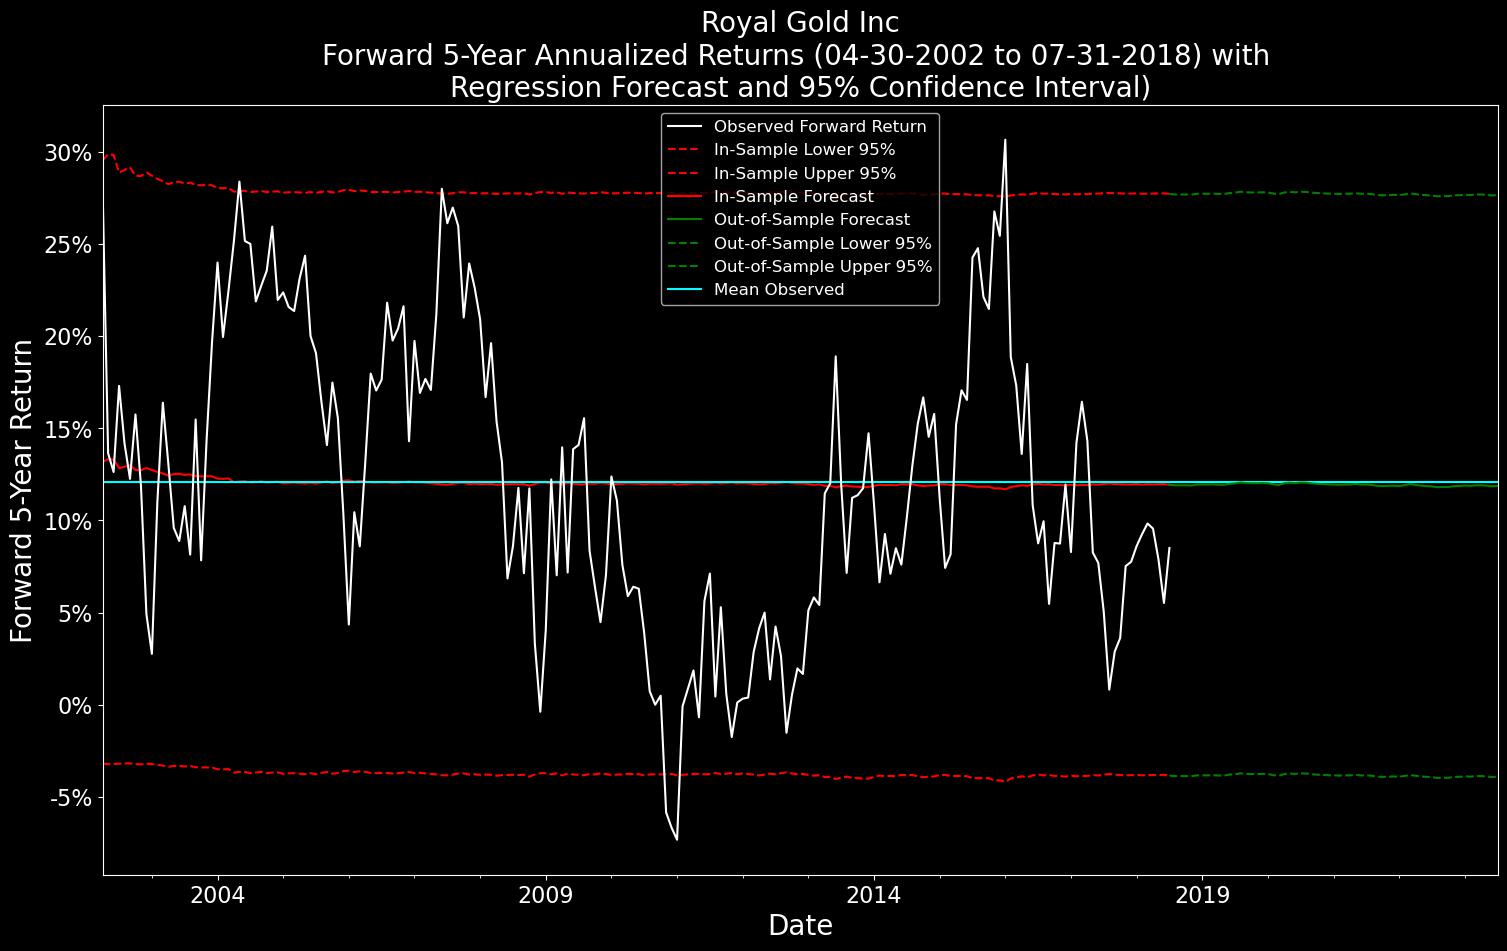 Royal Gold Inc
Forward 5-Year Annualized Returns (04-30-2002 to 07-31-2018) with
Regression Forecast and 95% Confidence Interval)
Observed Forward Return
In-Sample Lower 95%
In-Sample Upper 95%
In-Sample Forecast
Out-of-Sample Forecast
Out-of-Sample Lower 95%
Out-of-Sample Upper 95%
Mean Observed
Forward 5-Year Return
30%
25%
20%
15%
10%
5%
0%
-5%
2004
2009
2014
2019
Date